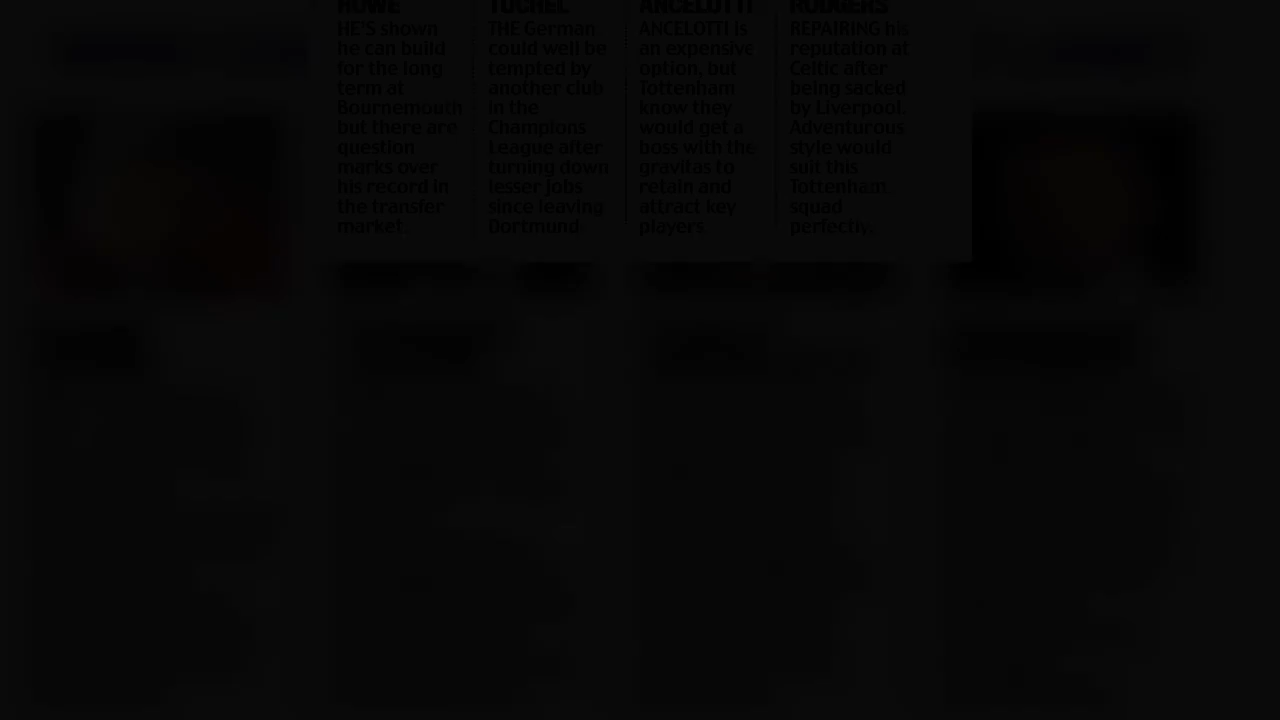 HOWE
HE'S shown
he can build
for the long
term at
Bournemouth
but there are
question
marks over
his record in
the transfer
market.
TUCHEL
THE German
could well be
tempted by
another club
in the
Champions
League after
turning down
lesser jobs
since leaving
Dortmund
ANCELOTTI
ANCELOTTI is
an expensive
option, but
Tottenham
know they
would get a
boss with the
gravitas to
retain and
attract key
players
RODGERS
REPAIRING his
reputation at
Celtic after
being sacked
by Liverpool.
Adventurous
style would
suit this
Tottenham
squad
perfectly.